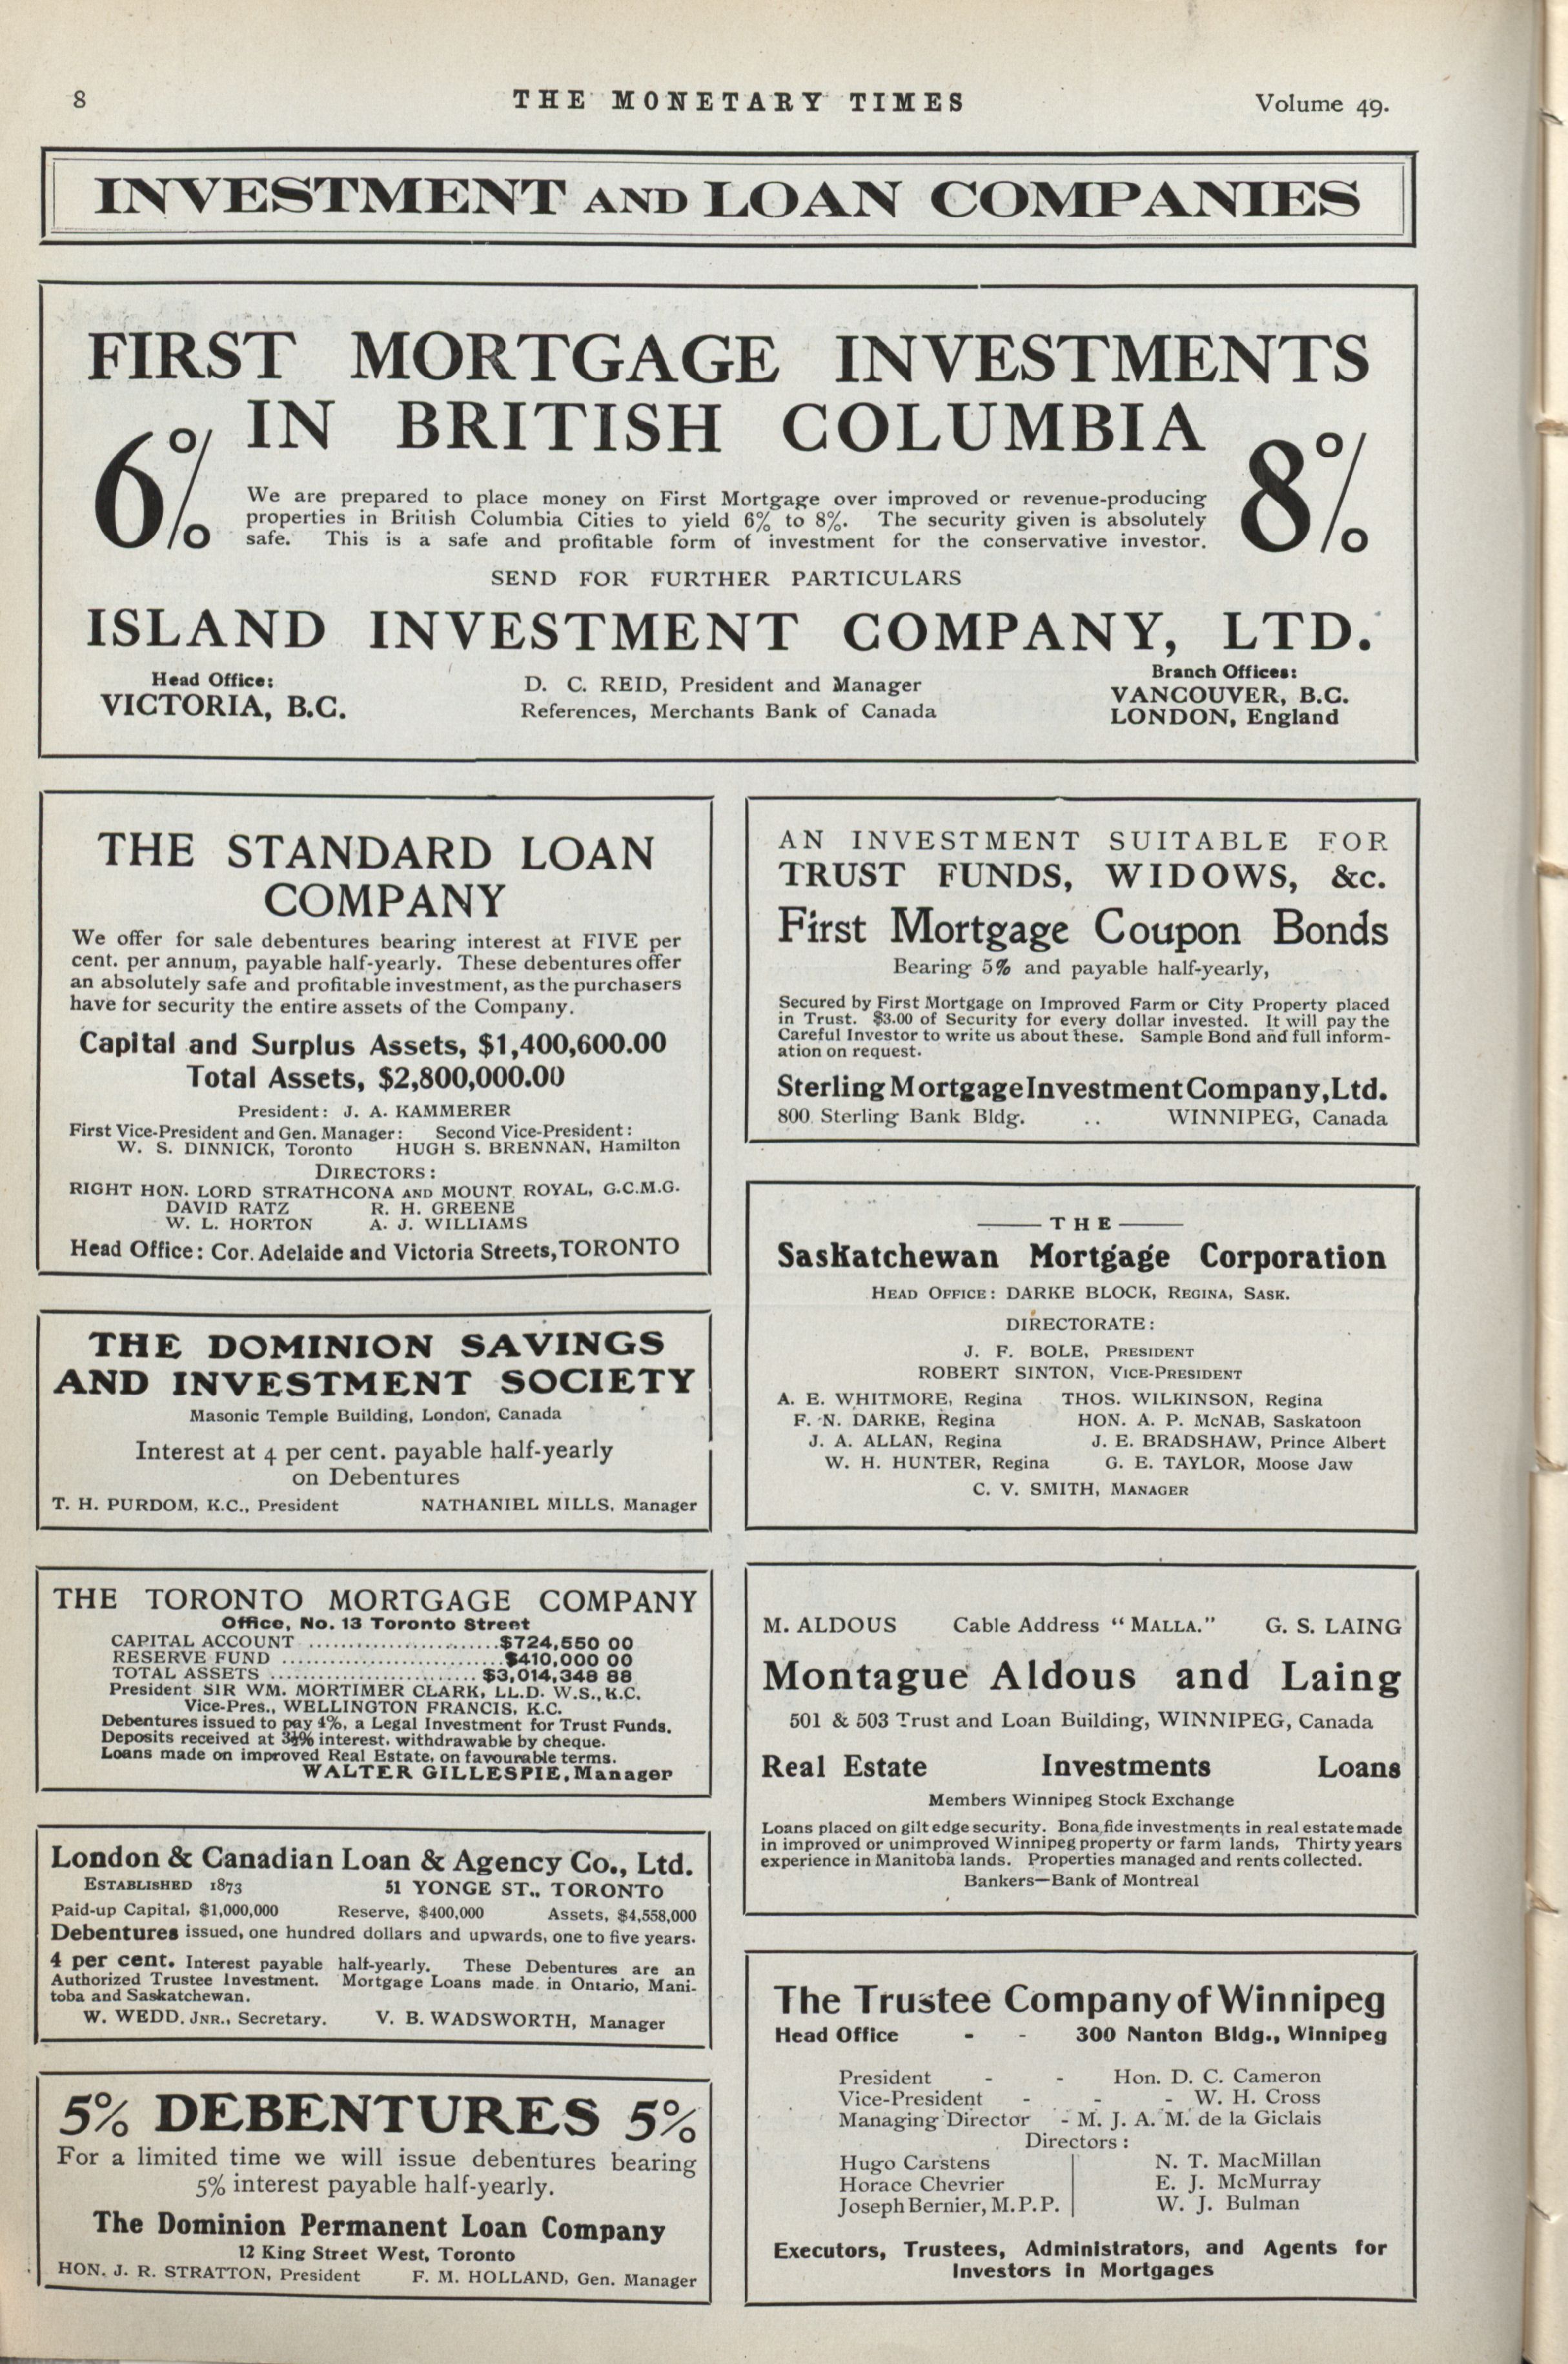 8
THE MONETARY TIMES
Volume 49.
INVESTMENT AND LOAN COMPANIES
FIRST MORTGAGE INVESTMENTS
IN BRITISH COLUMBIA
6%
8%
We are prepared to place money on First Mortgage over improved or revenue-producing
properties in British Columbia Cities to yield 6% to 8%. The security given is absolutely
safe. This is a safe and profitable form of investment for the conservative investor.
SEND FOR FURTHER PARTICULARS
ISLAND INVESTMENT COMPANY, LTD.
Head Office:
VICTORIA, B.C.
D. C. REID, President and Manager
References, Merchants Bank of Canada
Branch Offices:
VANCOUVER, B.C.
LONDON, England
THE STANDARD LOAN
COMPANY
We offer for sale debentures bearing interest at FIVE per
cent. per annum, payable half-yearly. These debentures offer
an absolutely safe and profitable investment, as the purchasers
have for security the entire assets of the Company.
Capital and Surplus Assets, $1,400,600.00
Total Assets, $2,800,000.00
President: J. A. KAMMERER
First Vice-President and Gen. Manager: Second Vice-President:
W. S. DINNICK, Toronto HUGH S. BRENNAN, Hamilton
DIRECTORS:
RIGHT HON. LORD STRATHCONA AND MOUNT ROYAL, G.C.M.G.
DAVID RATZ R. H. GREENE
W. L. HORTON A. J. WILLIAMS
Head Office: Cor. Adelaide and Victoria Streets, TORONTO
THE DOMINION SAVINGS
AND INVESTMENT SOCIETY
Masonic Temple Building, London, Canada
Interest at 4 per cent. payable half-yearly
on Debentures
T. H. PURDOM, K.C., President NATHANIEL MILLS, Manager
THE TORONTO MORTGAGE COMPANY
Office, No. 13 Toronto Street
CAPITAL ACCOUNT ........................$724,550 00
RESERVE FUND ............................$410,000 00
TOTAL ASSETS .......................... $3,014,348 88
President SIR WM. MORTIMER CLARK, LL.D. W.S., K.C.
Vice-Pres., WELLINGTON FRANCIS, K.C.
Debentures issued to pay 4%, a Legal Investment for Trust Funds.
Deposits received at 3½% interest, withdrawable by cheque.
Loans made on improved Real Estate, on favourable terms.
WALTER GILLESPIE, Manager
London & Canadian Loan & Agency Co., Ltd.
ESTABLISHED 1873 51 YONGE ST., TORONTO
Paid-up Capital, $1,000,000 Reserve, $400,000 Assets, $4,558,000
Debentures issued, one hundred dollars and upwards, one to five years.
4 per cent. Interest payable half-yearly. These Debentures are an
Authorized Trustee Investment. Mortgage Loans made in Ontario, Mani-
toba and Saskatchewan.
W. WEDD, JNR., Secretary. V. B. WADSWORTH, Manager
5% DEBENTURES 5%
For a limited time we will issue debentures bearing
5% interest payable half-yearly.
The Dominion Permanent Loan Company
12 King Street West, Toronto
HON. J. R. STRATTON, President F. M. HOLLAND, Gen. Manager
AN INVESTMENT SUITABLE FOR
TRUST FUNDS, WIDOWS, &c.
First Mortgage Coupon Bonds
Bearing 5% and payable half-yearly,
Secured by First Mortgage on Improved Farm or City Property placed
in Trust. $3.00 of Security for every dollar invested. It will pay the
Careful Investor to write us about these. Sample Bond and full inform-
ation on request.
Sterling Mortgage Investment Company, Ltd.
800 Sterling Bank Bldg. .. WINNIPEG, Canada
THE
Saskatchewan Mortgage Corporation
HEAD OFFICE: DARKE BLOCK, REGINA, SASK.
DIRECTORATE:
J. F. BOLE, PRESIDENT
ROBERT SINTON, VICE-PRESIDENT
A. E. WHITMORE, Regina THOS. WILKINSON, Regina
F. N. DARKE, Regina HON. A. P. McNAB, Saskatoon
J. A. ALLAN, Regina J. E. BRADSHAW, Prince Albert
W. H. HUNTER, Regina G. E. TAYLOR, Moose Jaw
C. V. SMITH, MANAGER
M. ALDOUS Cable Address "MALLA." G. S. LAING
Montague Aldous and Laing
501 & 503 Trust and Loan Building, WINNIPEG, Canada
Real Estate Investments Loans
Members Winnipeg Stock Exchange
Loans placed on gilt edge security. Bona fide investments in real estate made
in improved or unimproved Winnipeg property or farm lands. Thirty years
experience in Manitoba lands. Properties managed and rents collected.
Bankers—Bank of Montreal
The Trustee Company of Winnipeg
Head Office - - 300 Nanton Bldg., Winnipeg
President - - Hon. D. C. Cameron
Vice-President - - - W. H. Cross
Managing Director - M. J. A. M. de la Giclais
Directors:
Hugo Carstens N. T. MacMillan
Horace Chevrier E. J. McMurray
Joseph Bernier, M.P.P. W. J. Bulman
Executors, Trustees, Administrators, and Agents for
Investors in Mortgages